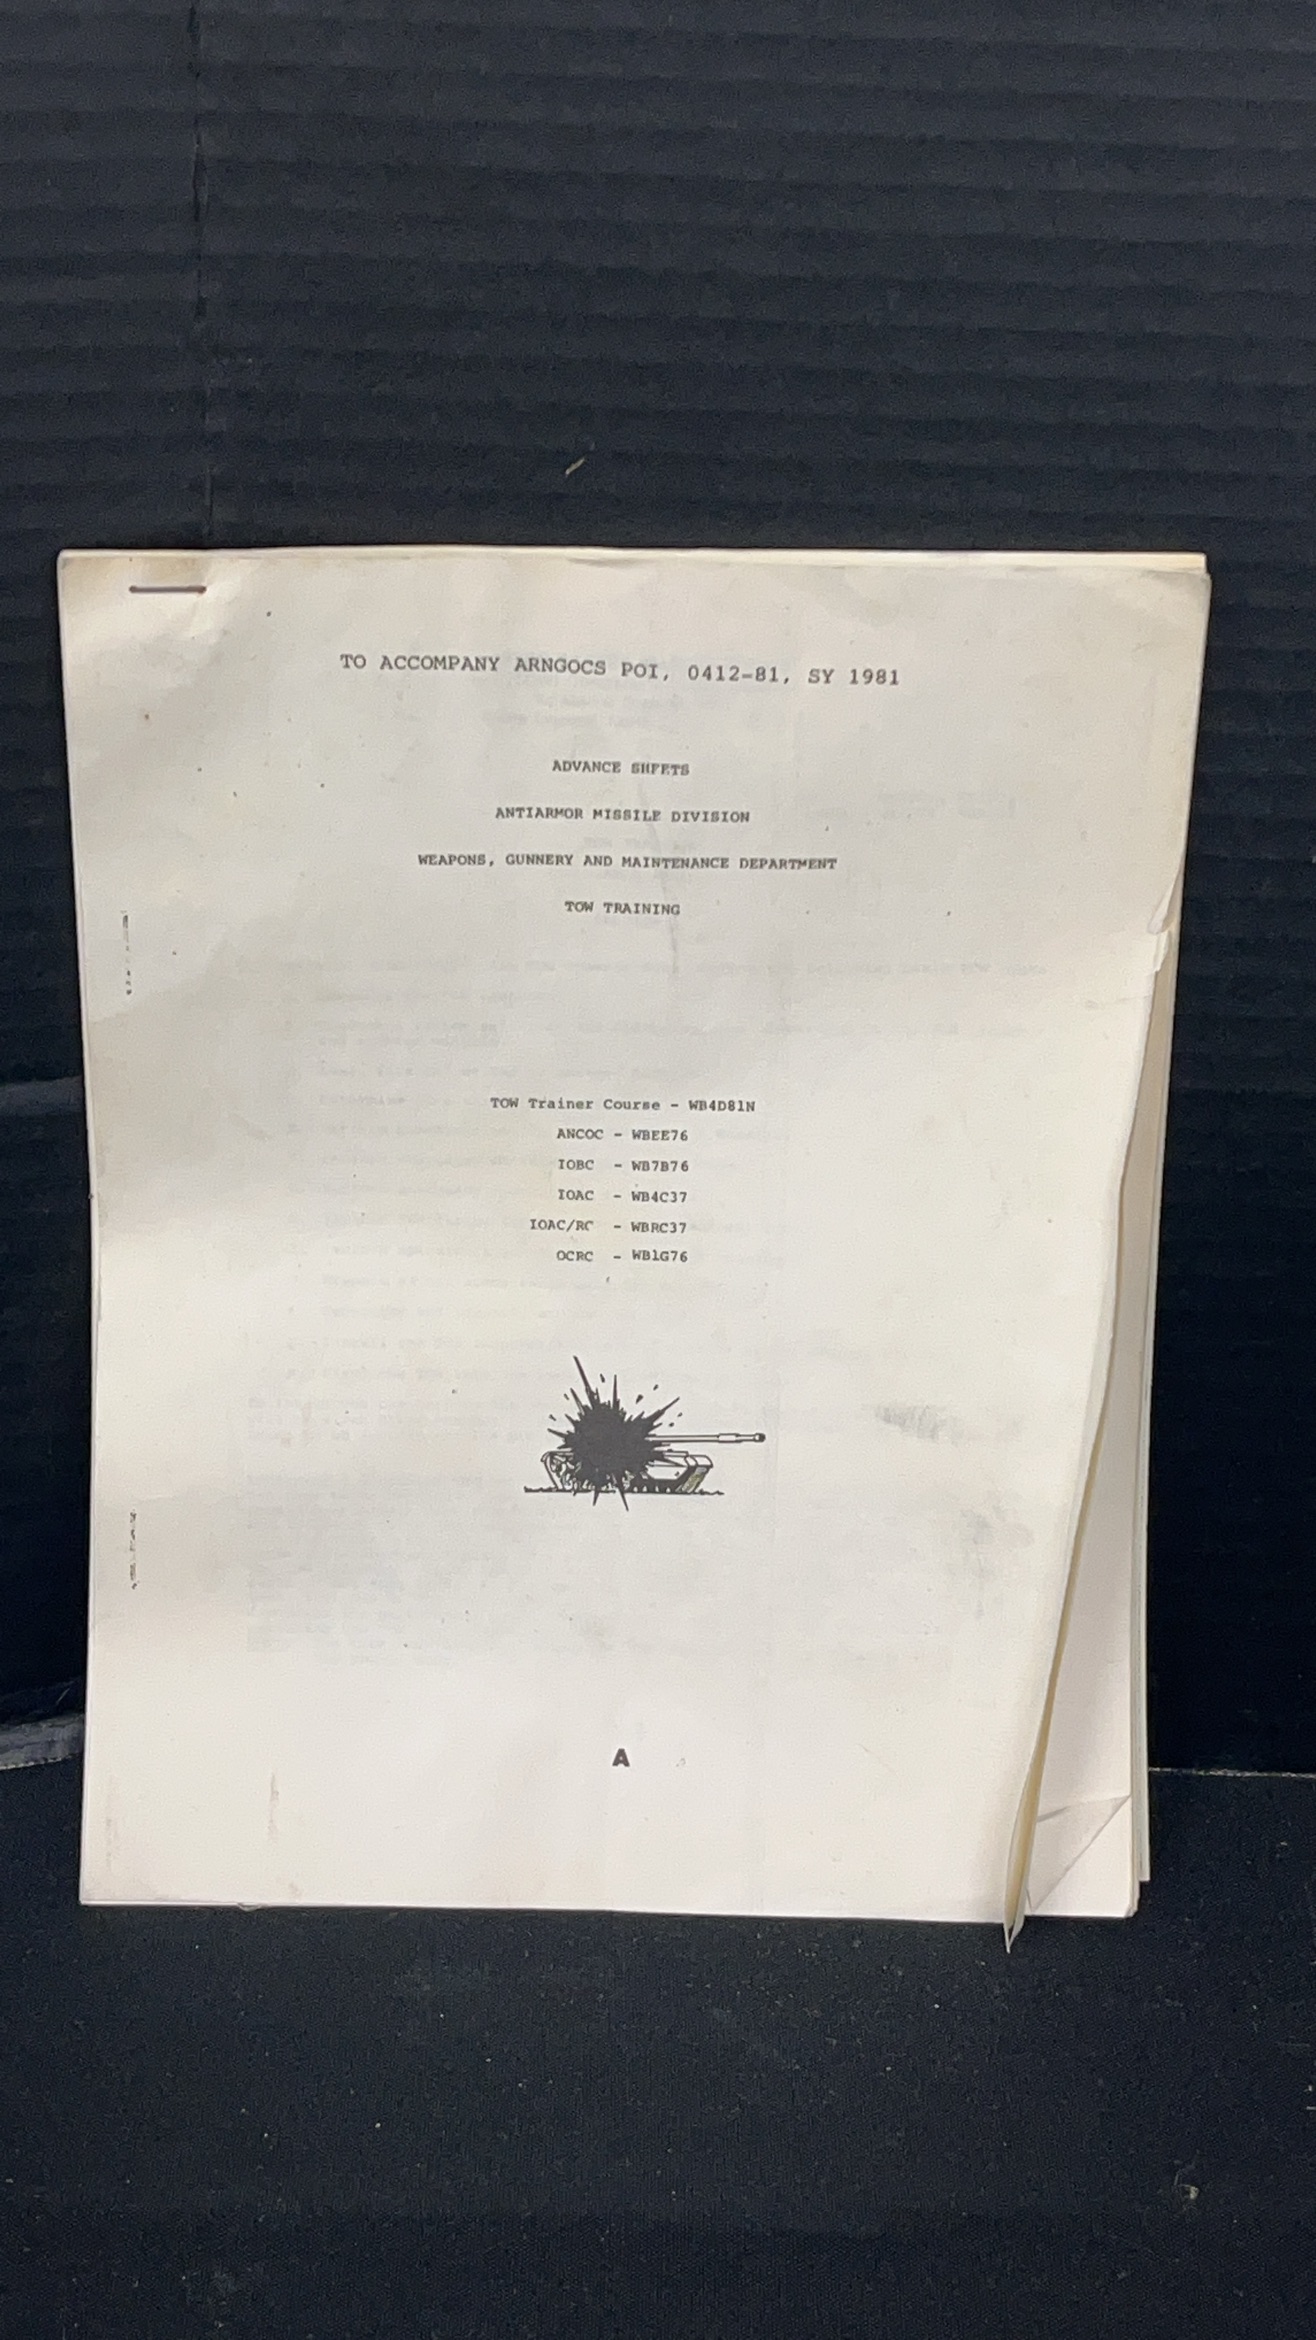 TO ACCOMPANY ARNGOCS POI, 0412-81, SY 1981
ADVANCE SHEETS
ANTIARMOR MISSILE DIVISION
WEAPONS, GUNNERY AND MAINTENANCE DEPARTMENT
TOW TRAINING
TOW Trainer Course - WB4D81N
ANCOC - WBEE76
IOBC - WB7B76
IOAC - WB4C37
IOAC/RC - WBRC37
OCRC - WB1G76
A